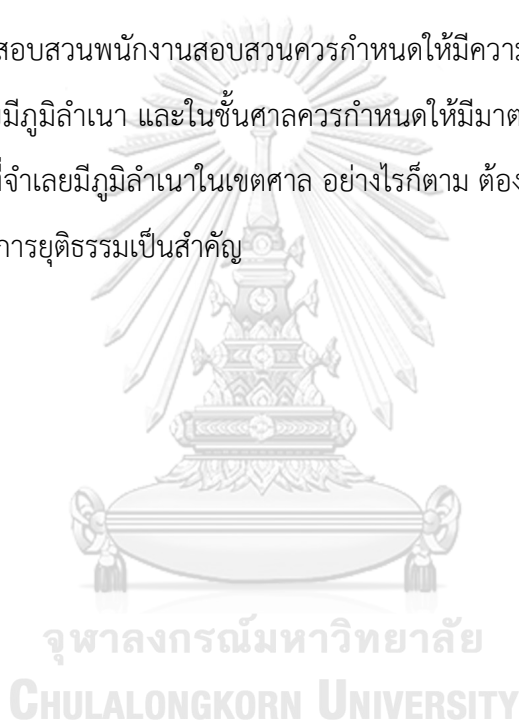 สอบสวนพนักงานสอบสวนควรกำหนดให้มีความ
มีภูมิลำเนา และในชั้นศาลควรกำหนดให้มีมาต
ที่จำเลยมีภูมิลำเนาในเขตศาล อย่างไรก็ตาม ต้อง
การยุติธรรมเป็นสำคัญ
จุฬาลงกรณ์มหาวิทยาลัย
CHULALONGKORN UNIVERSITY